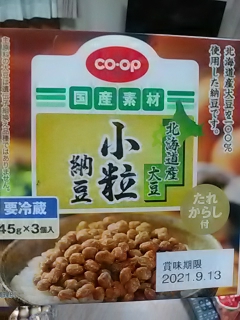 北海道産大豆100%
使用した納豆です。
co・op
国産素材
北海道産
大豆
小粒
納豆
たれ
からし
付
要冷蔵
45g×3個入
賞味期限
2021.9.13